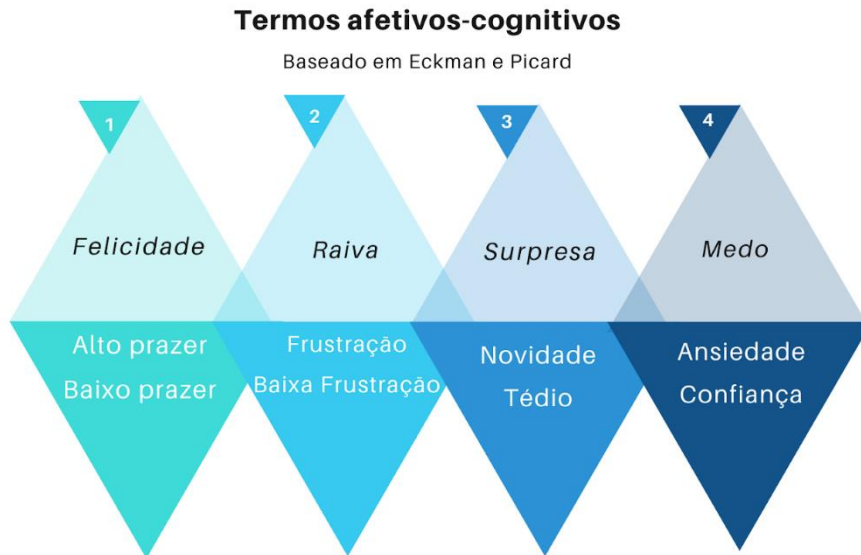 Termos afetivos-cognitivos
Baseado em Eckman e Picard
1
2
3
4
Felicidade
Raiva
Surpresa
Medo
Alto prazer
Baixo prazer
Frustração
Baixa Frustração
Novidade
Tédio
Ansiedade
Confiança